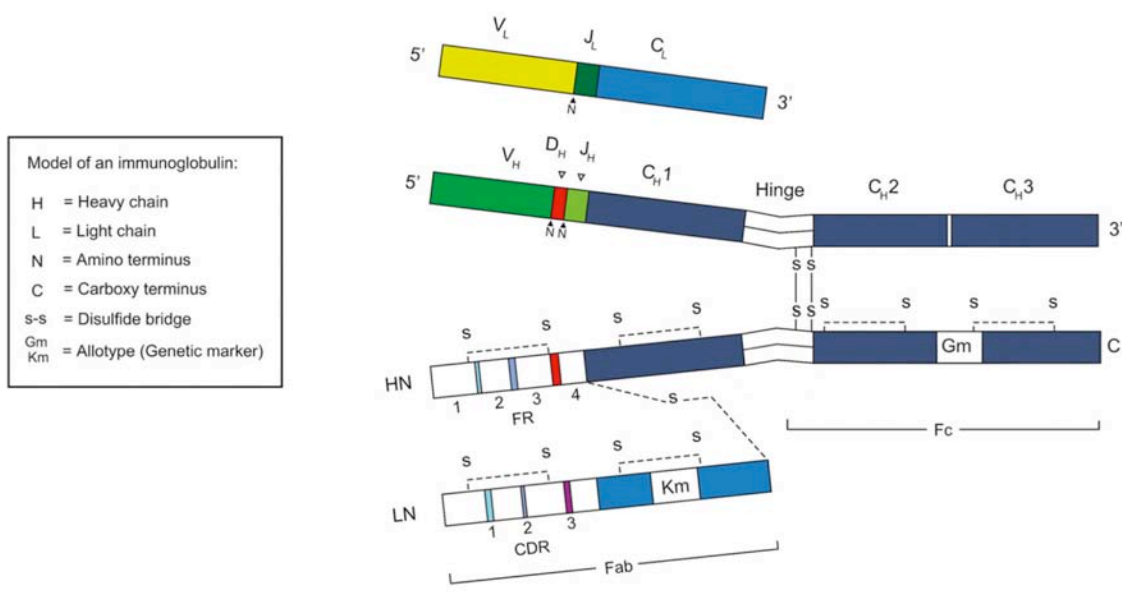 Model of an immunoglobulin:
H = Heavy chain
L = Light chain
N = Amino terminus
C = Carboxy terminus
s-s = Disulfide bridge
Gm
Km = Allotype (Genetic marker)
5' V_L J_L C_L 3'
N
5' V_H D_H J_H C_H1 Hinge C_H2 C_H3 3'
N N
S S
S S
HN S S S S S S S S Gm C
1 2 3 4
FR
S
Fc
LN S S S S Km
1 2 3
CDR
Fab